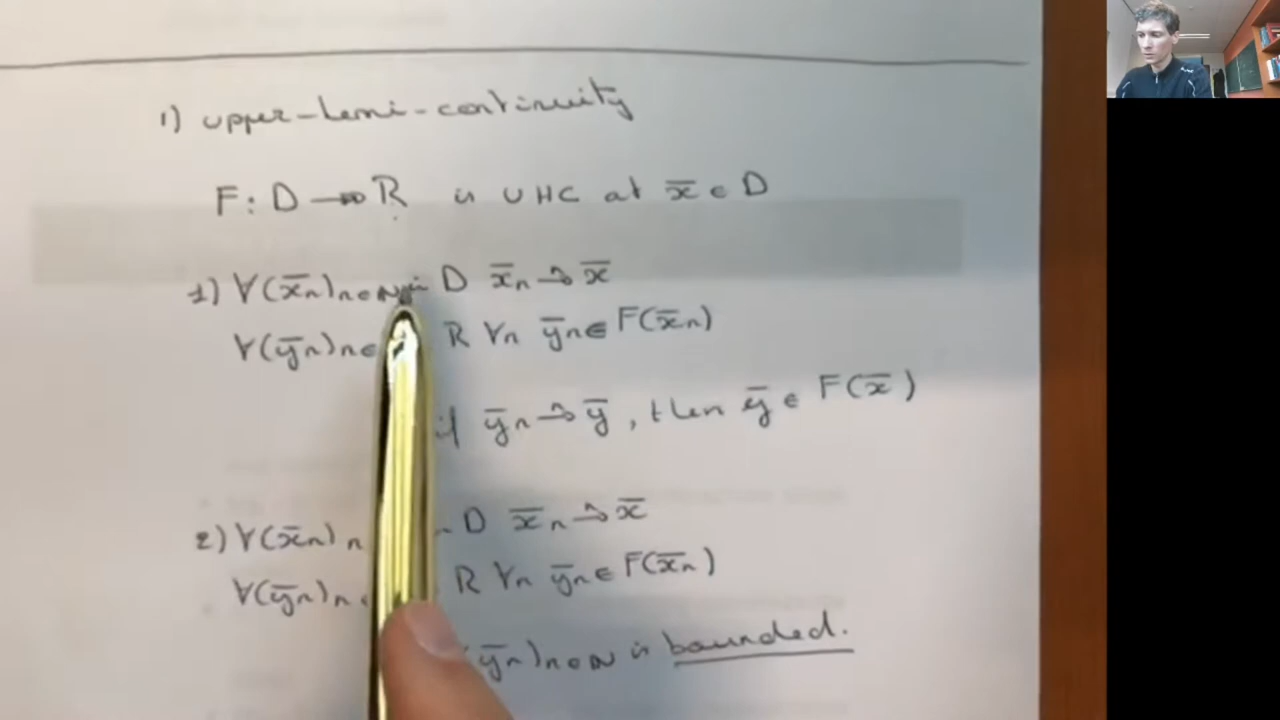 1) upper-hemi-continuity
F: D ↠ R is UHC at x̄ ∈ D
1) ∀(x̄n)n∈ℕ in D x̄n → x̄
∀(ȳn)n∈ R ∀n ȳn ∈ F(x̄n)
if ȳn → ȳ, then ȳ ∈ F(x̄)
2) ∀(x̄n)n D x̄n → x̄
∀(ȳn)n∈ R ∀n ȳn ∈ F(x̄n)
(ȳn)n∈ℕ is bounded.